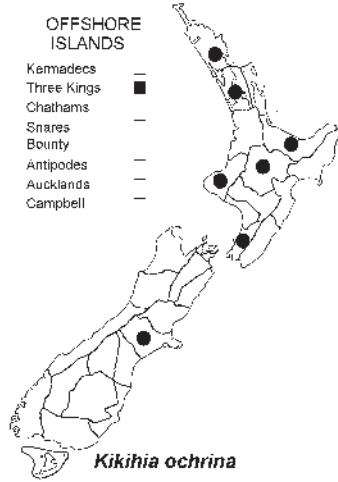 OFFSHORE
ISLANDS
Kermadecs
Three Kings
Chathams
Snares
Bounty
Antipodes
Aucklands
Campbell
Kikihia ochrina